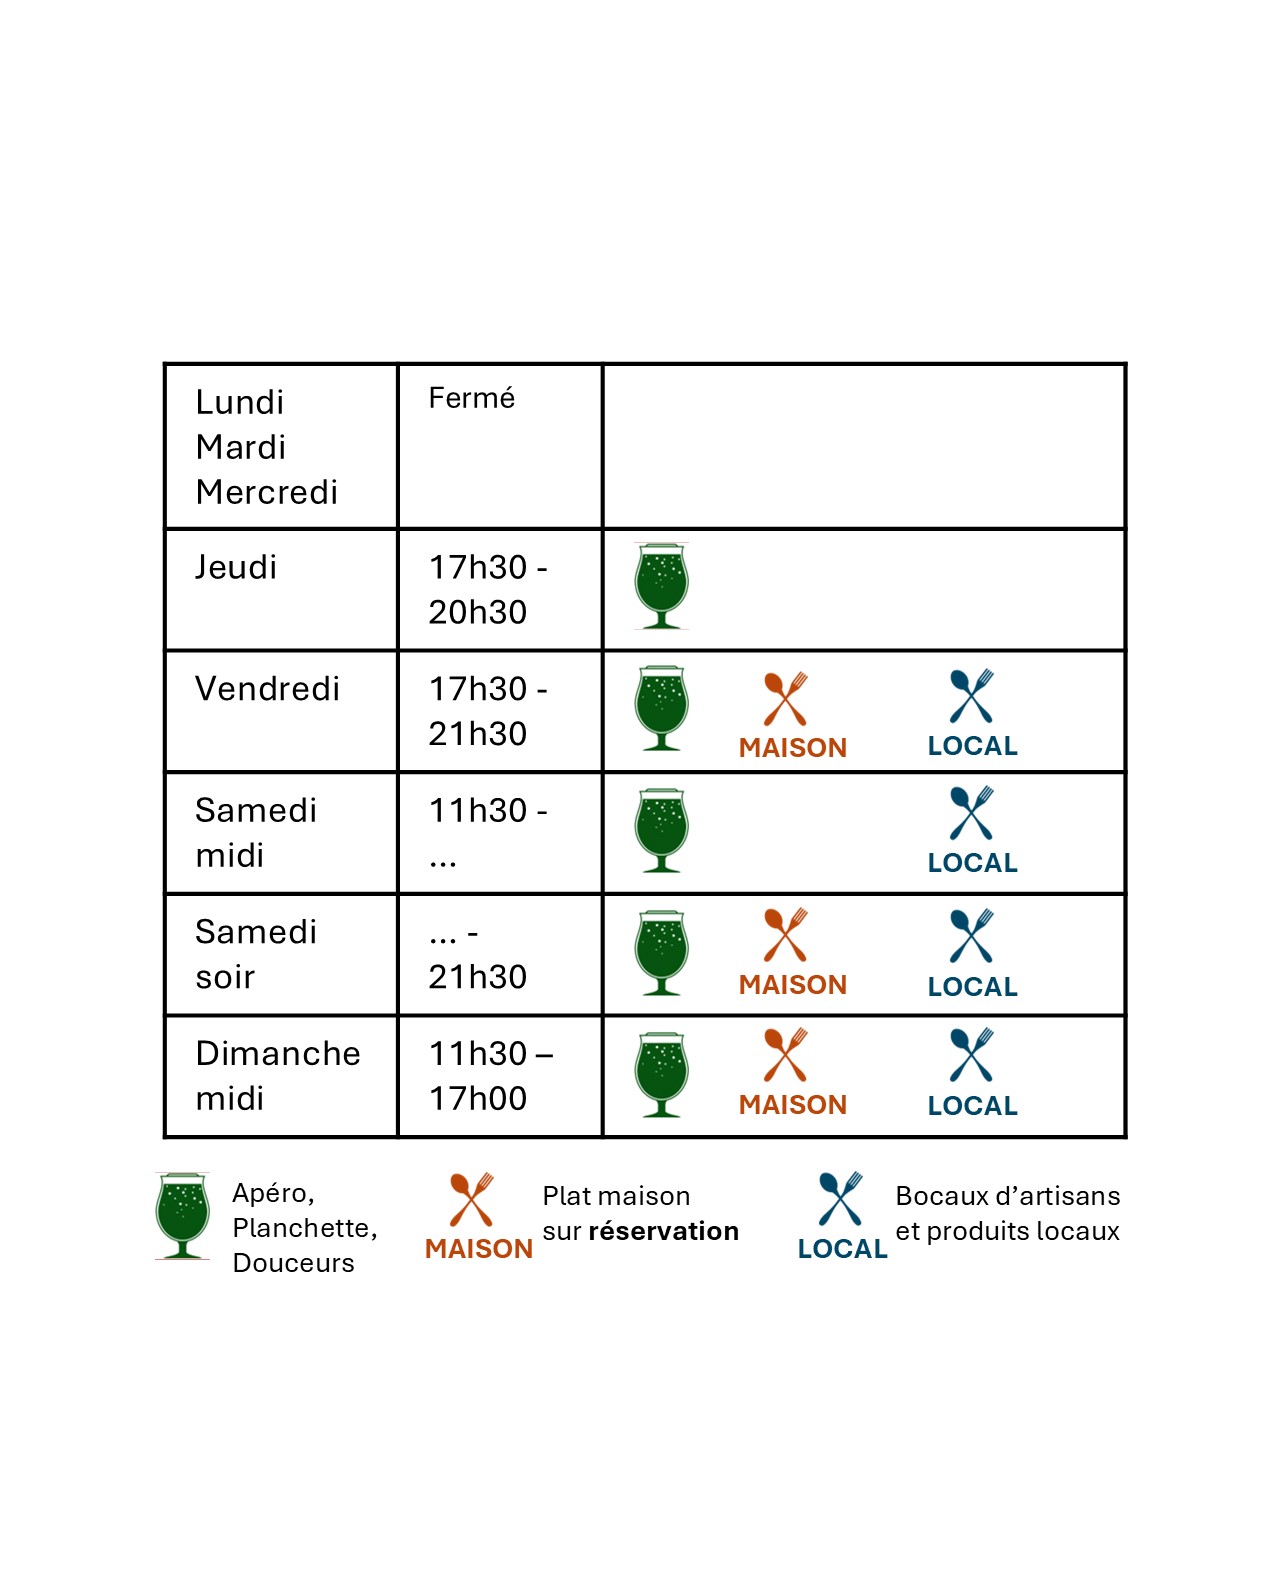 Lundi
Mardi
Mercredi
Fermé
Jeudi
17h30 -
20h30
Vendredi
17h30 -
21h30
MAISON
LOCAL
Samedi
midi
11h30 -
...
LOCAL
Samedi
soir
... -
21h30
MAISON
LOCAL
Dimanche
midi
11h30 –
17h00
MAISON
LOCAL
Apéro,
Planchette,
Douceurs
MAISON
Plat maison
sur réservation
LOCAL
Bocaux d’artisans
et produits locaux